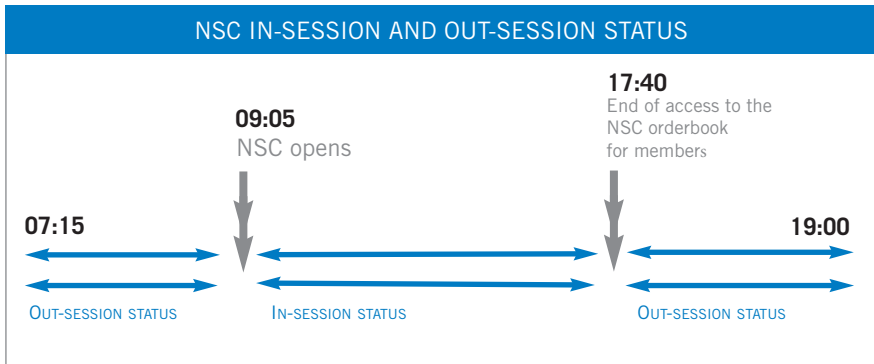 NSC IN-SESSION AND OUT-SESSION STATUS
17:40
End of access to the
NSC orderbook
for members
09:05
NSC opens
07:15
19:00
OUT-SESSION STATUS
IN-SESSION STATUS
OUT-SESSION STATUS